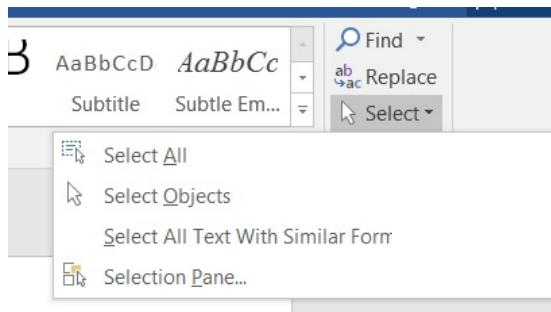 AaBbCcD AaBbCc
Subtitle Subtle Em...
Find
Replace
Select
Select All
Select Objects
Select All Text With Similar Form
Selection Pane...